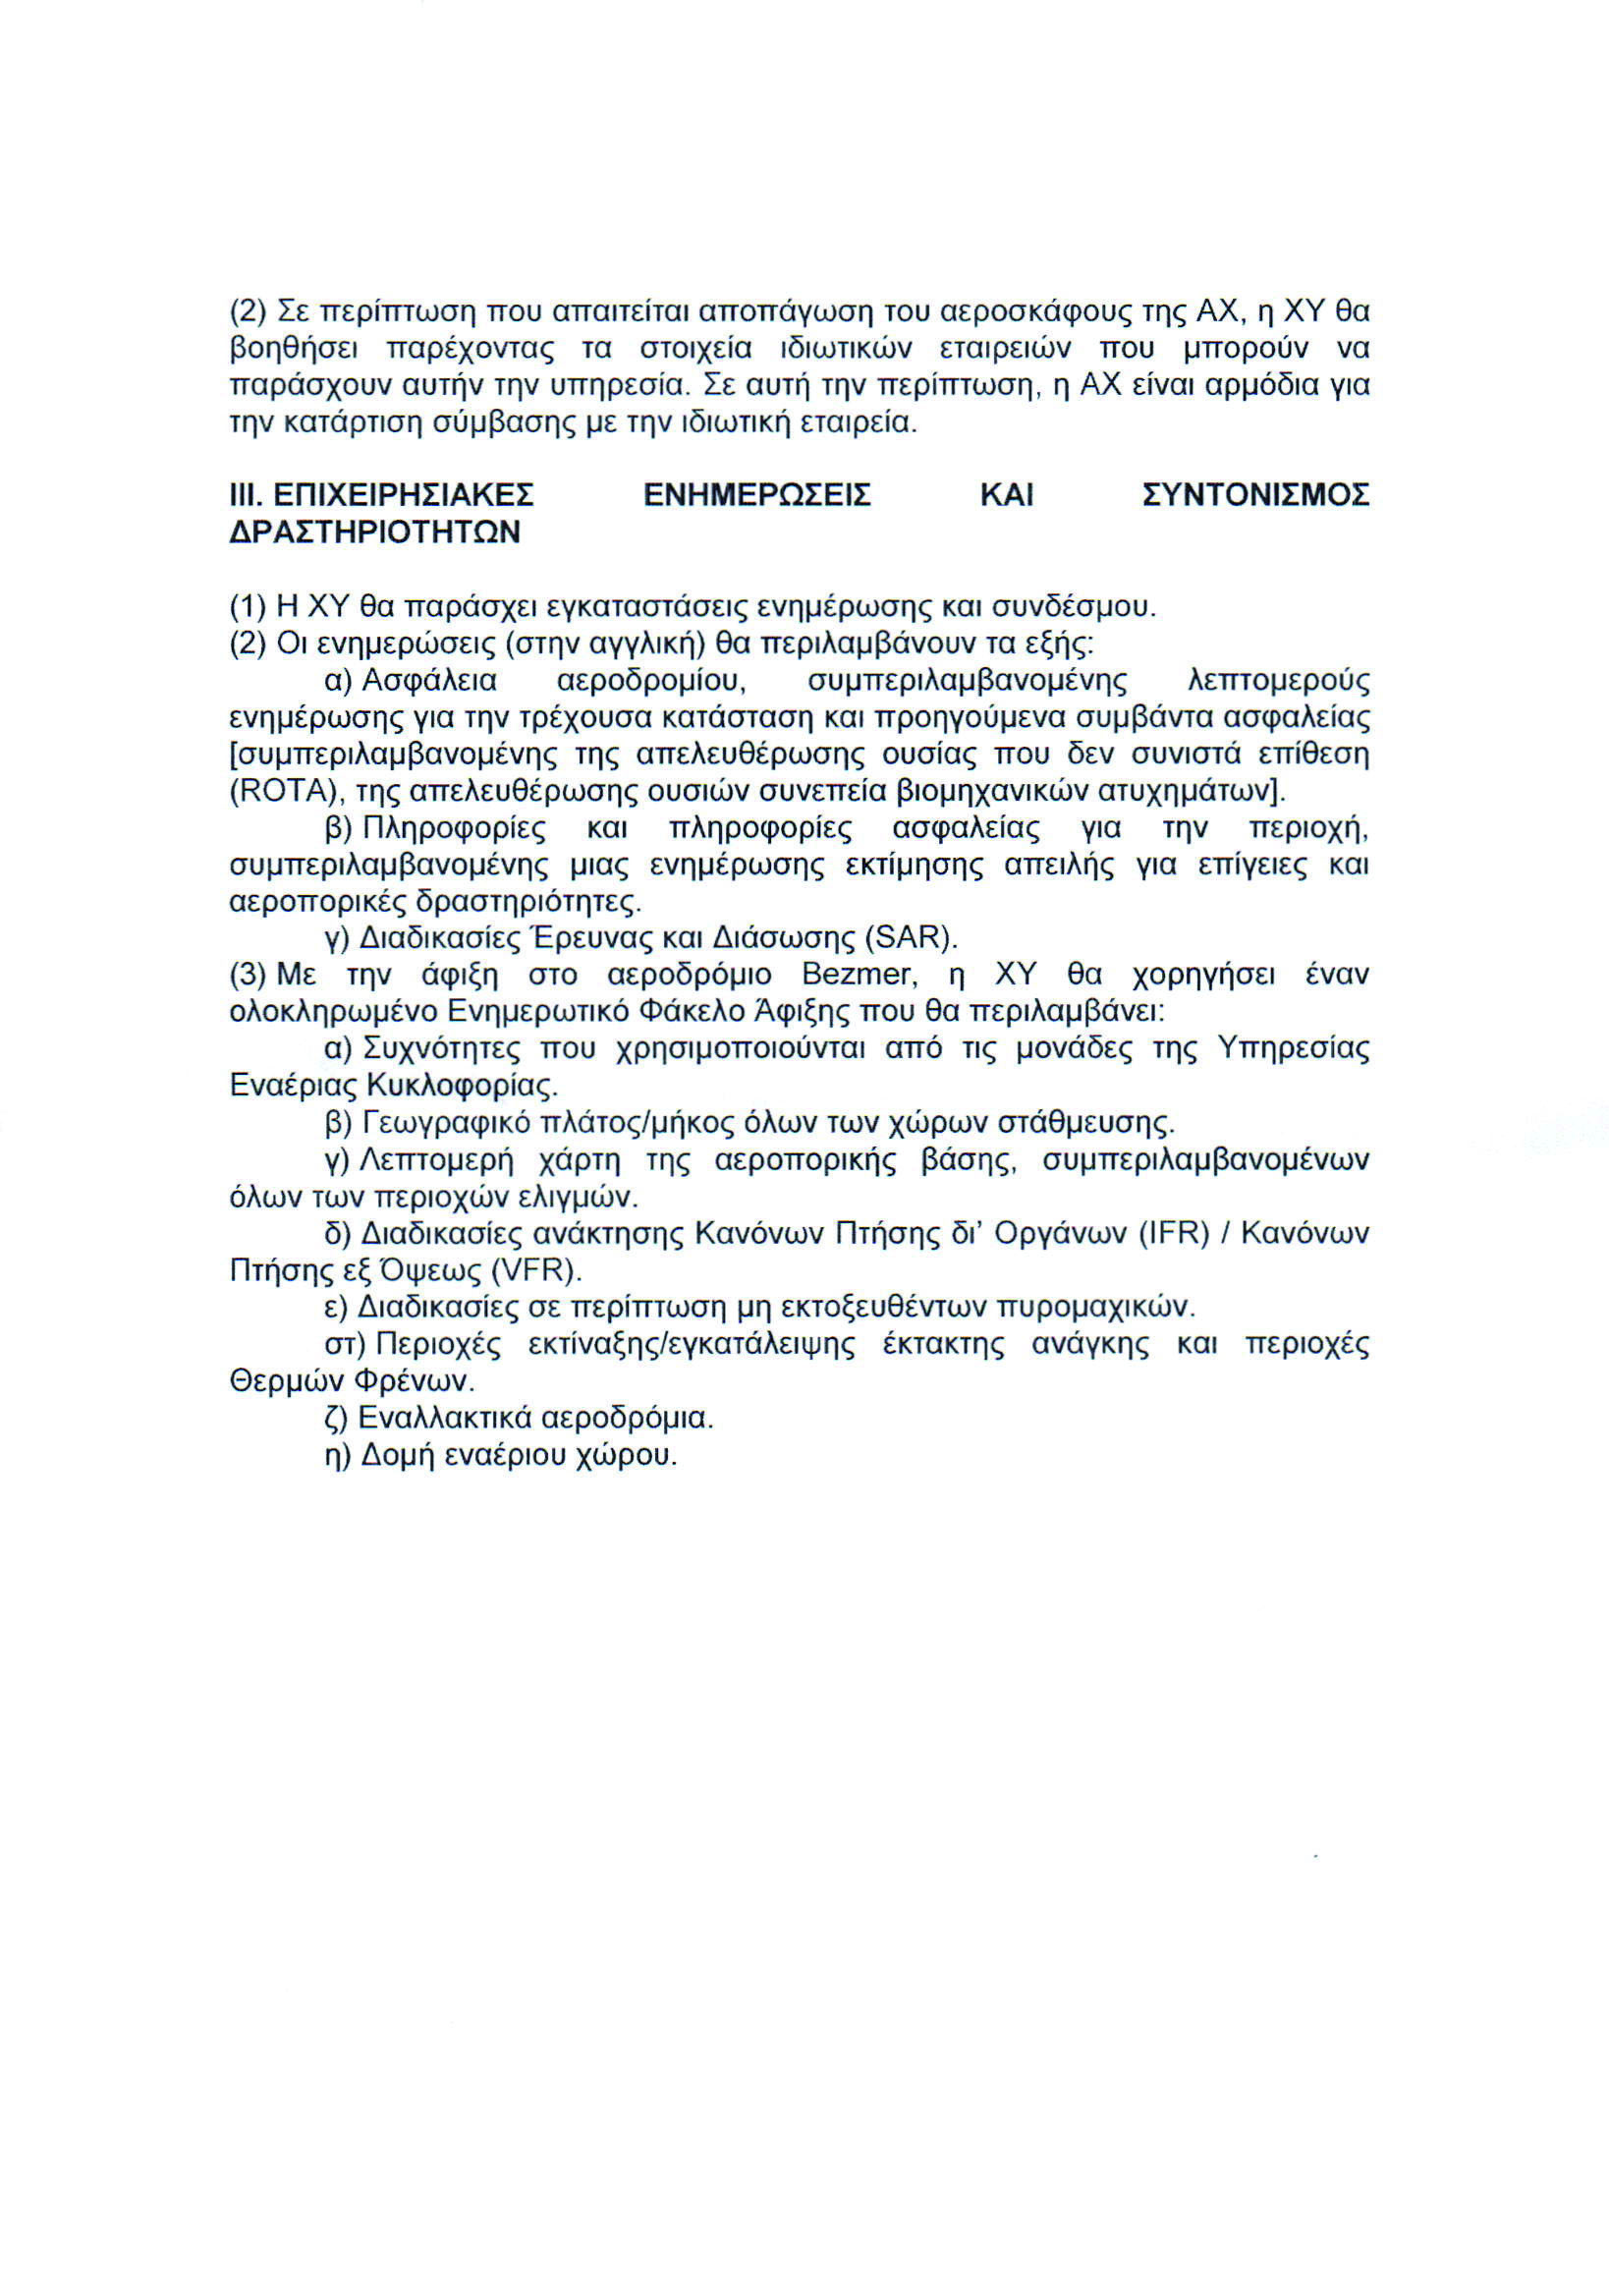 (2) Σε περίπτωση που απαιτείται αποπάγωση του αεροσκάφους της ΑΧ, η ΧΥ θα
βοηθήσει παρέχοντας τα στοιχεία ιδιωτικών εταιρειών που μπορούν να
παράσχουν αυτήν την υπηρεσία. Σε αυτή την περίπτωση, η ΑΧ είναι αρμόδια για
την κατάρτιση σύμβασης με την ιδιωτική εταιρεία.
III. ΕΠΙΧΕΙΡΗΣΙΑΚΕΣ ΕΝΗΜΕΡΩΣΕΙΣ ΚΑΙ ΣΥΝΤΟΝΙΣΜΟΣ
ΔΡΑΣΤΗΡΙΟΤΗΤΩΝ
(1) Η ΧΥ θα παράσχει εγκαταστάσεις ενημέρωσης και συνδέσμου.
(2) Οι ενημερώσεις (στην αγγλική) θα περιλαμβάνουν τα εξής:
α) Ασφάλεια αεροδρομίου, συμπεριλαμβανομένης λεπτομερούς
ενημέρωσης για την τρέχουσα κατάσταση και προηγούμενα συμβάντα ασφαλείας
[συμπεριλαμβανομένης της απελευθέρωσης ουσίας που δεν συνιστά επίθεση
(ROTA), της απελευθέρωσης ουσιών συνεπεία βιομηχανικών ατυχημάτων].
β) Πληροφορίες και πληροφορίες ασφαλείας για την περιοχή,
συμπεριλαμβανομένης μιας ενημέρωσης εκτίμησης απειλής για επίγειες και
αεροπορικές δραστηριότητες.
γ) Διαδικασίες Έρευνας και Διάσωσης (SAR).
(3) Με την άφιξη στο αεροδρόμιο Bezmer, η ΧΥ θα χορηγήσει έναν
ολοκληρωμένο Ενημερωτικό Φάκελο Άφιξης που θα περιλαμβάνει:
α) Συχνότητες που χρησιμοποιούνται από τις μονάδες της Υπηρεσίας
Εναέριας Κυκλοφορίας.
β) Γεωγραφικό πλάτος/μήκος όλων των χώρων στάθμευσης.
γ) Λεπτομερή χάρτη της αεροπορικής βάσης, συμπεριλαμβανομένων
όλων των περιοχών ελιγμών.
δ) Διαδικασίες ανάκτησης Κανόνων Πτήσης δι' Οργάνων (IFR) / Κανόνων
Πτήσης εξ Όψεως (VFR).
ε) Διαδικασίες σε περίπτωση μη εκτοξευθέντων πυρομαχικών.
στ) Περιοχές εκτίναξης/εγκατάλειψης έκτακτης ανάγκης και περιοχές
Θερμών Φρένων.
ζ) Εναλλακτικά αεροδρόμια.
η) Δομή εναέριου χώρου.